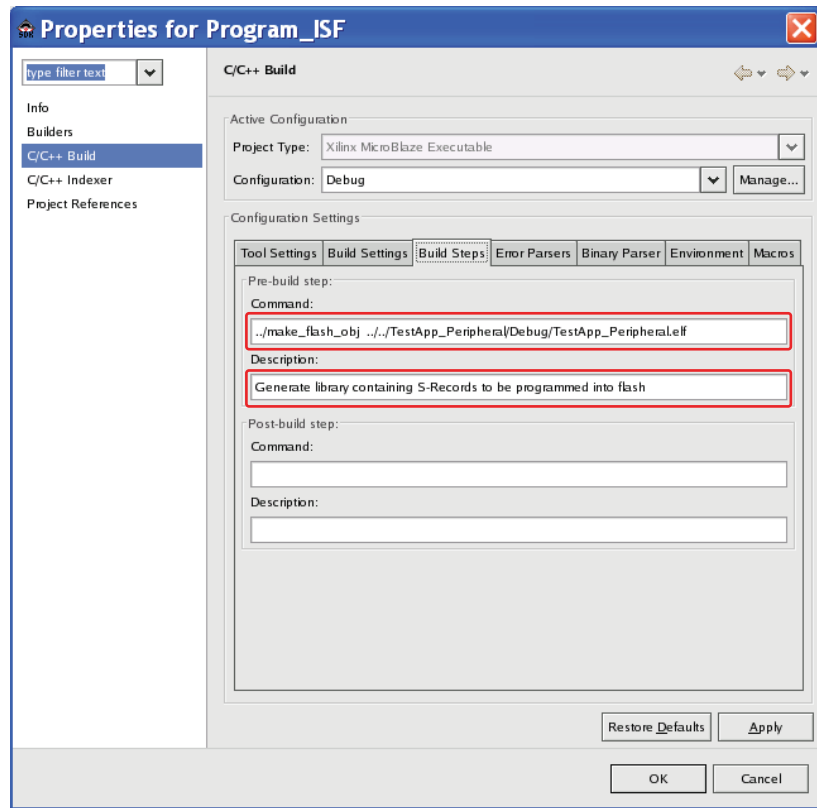 SDK Properties for Program_ISF
type filter text
Info
Builders
C/C++ Build
C/C++ Indexer
Project References
C/C++ Build
Active Configuration
Project Type: Xilinx MicroBlaze Executable
Configuration: Debug Manage...
Configuration Settings
Tool Settings Build Settings Build Steps Error Parsers Binary Parser Environment Macros
Pre-build step:
Command:
../make_flash_obj ../../TestApp_Peripheral/Debug/TestApp_Peripheral.elf
Description:
Generate library containing S-Records to be programmed into flash
Post-build step:
Command:
Description:
Restore Defaults Apply
OK Cancel